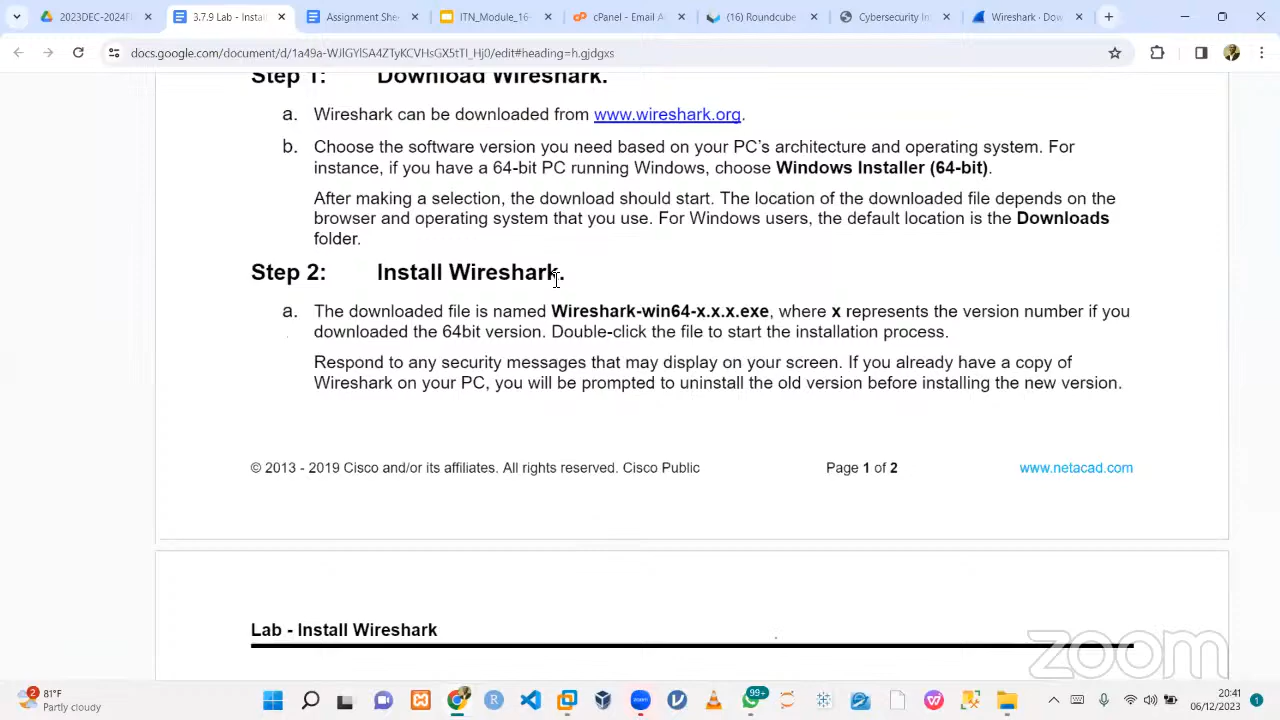 2023DEC-2024F
3.7.9 Lab - Install
Assignment She
ITN_Module_16
cPanel - Email A
(16) Roundcube
Cybersecurity In
Wireshark · Dow
docs.google.com/document/d/1a49a-WJlGYlSA4ZTyKCVHsGX5tTl_Hj0/edit#heading=h.gjdgxs
Step 1: Download Wireshark.
a. Wireshark can be downloaded from www.wireshark.org.
b. Choose the software version you need based on your PC's architecture and operating system. For
instance, if you have a 64-bit PC running Windows, choose Windows Installer (64-bit).
After making a selection, the download should start. The location of the downloaded file depends on the
browser and operating system that you use. For Windows users, the default location is the Downloads
folder.
Step 2: Install Wireshark.
a. The downloaded file is named Wireshark-win64-x.x.x.exe, where x represents the version number if you
downloaded the 64bit version. Double-click the file to start the installation process.
Respond to any security messages that may display on your screen. If you already have a copy of
Wireshark on your PC, you will be prompted to uninstall the old version before installing the new version.
© 2013 - 2019 Cisco and/or its affiliates. All rights reserved. Cisco Public Page 1 of 2 www.netacad.com
Lab - Install Wireshark
zoom
2
81°F
Partly cloudy
99+
20:41
06/12/2023
1